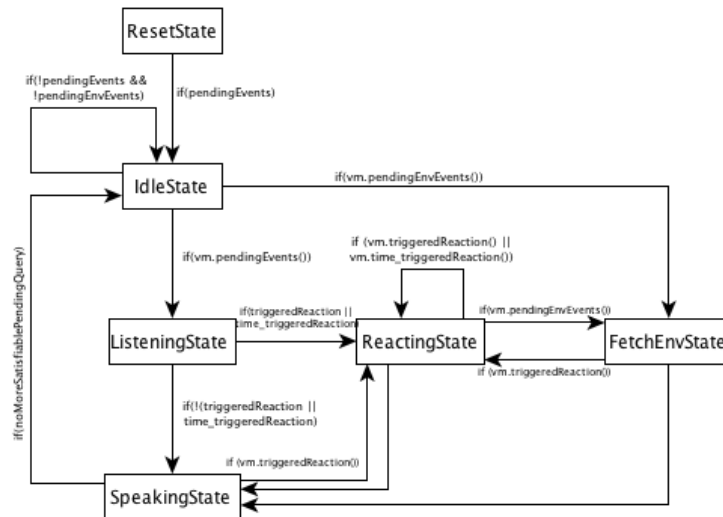 ResetState
if(!pendingEvents &&
!pendingEnvEvents)
if(pendingEvents)
IdleState
if(vm.pendingEnvEvents())
if(vm.pendingEvents())
if (vm.triggeredReaction() ||
vm.time_triggeredReaction())
if(triggeredReaction ||
time_triggeredReaction)
if(vm.pendingEnvEvents())
ListeningState
ReactingState
FetchEnvState
if (vm.triggeredReaction())
if(noMoreSatisfiablePendingQuery)
if(!(triggeredReaction ||
time_triggeredReaction)
if (vm.triggeredReaction())
SpeakingState